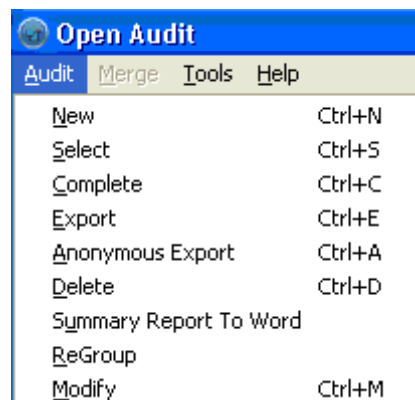 Open Audit
Audit Merge Tools Help
New Ctrl+N
Select Ctrl+S
Complete Ctrl+C
Export Ctrl+E
Anonymous Export Ctrl+A
Delete Ctrl+D
Summary Report To Word
ReGroup
Modify Ctrl+M